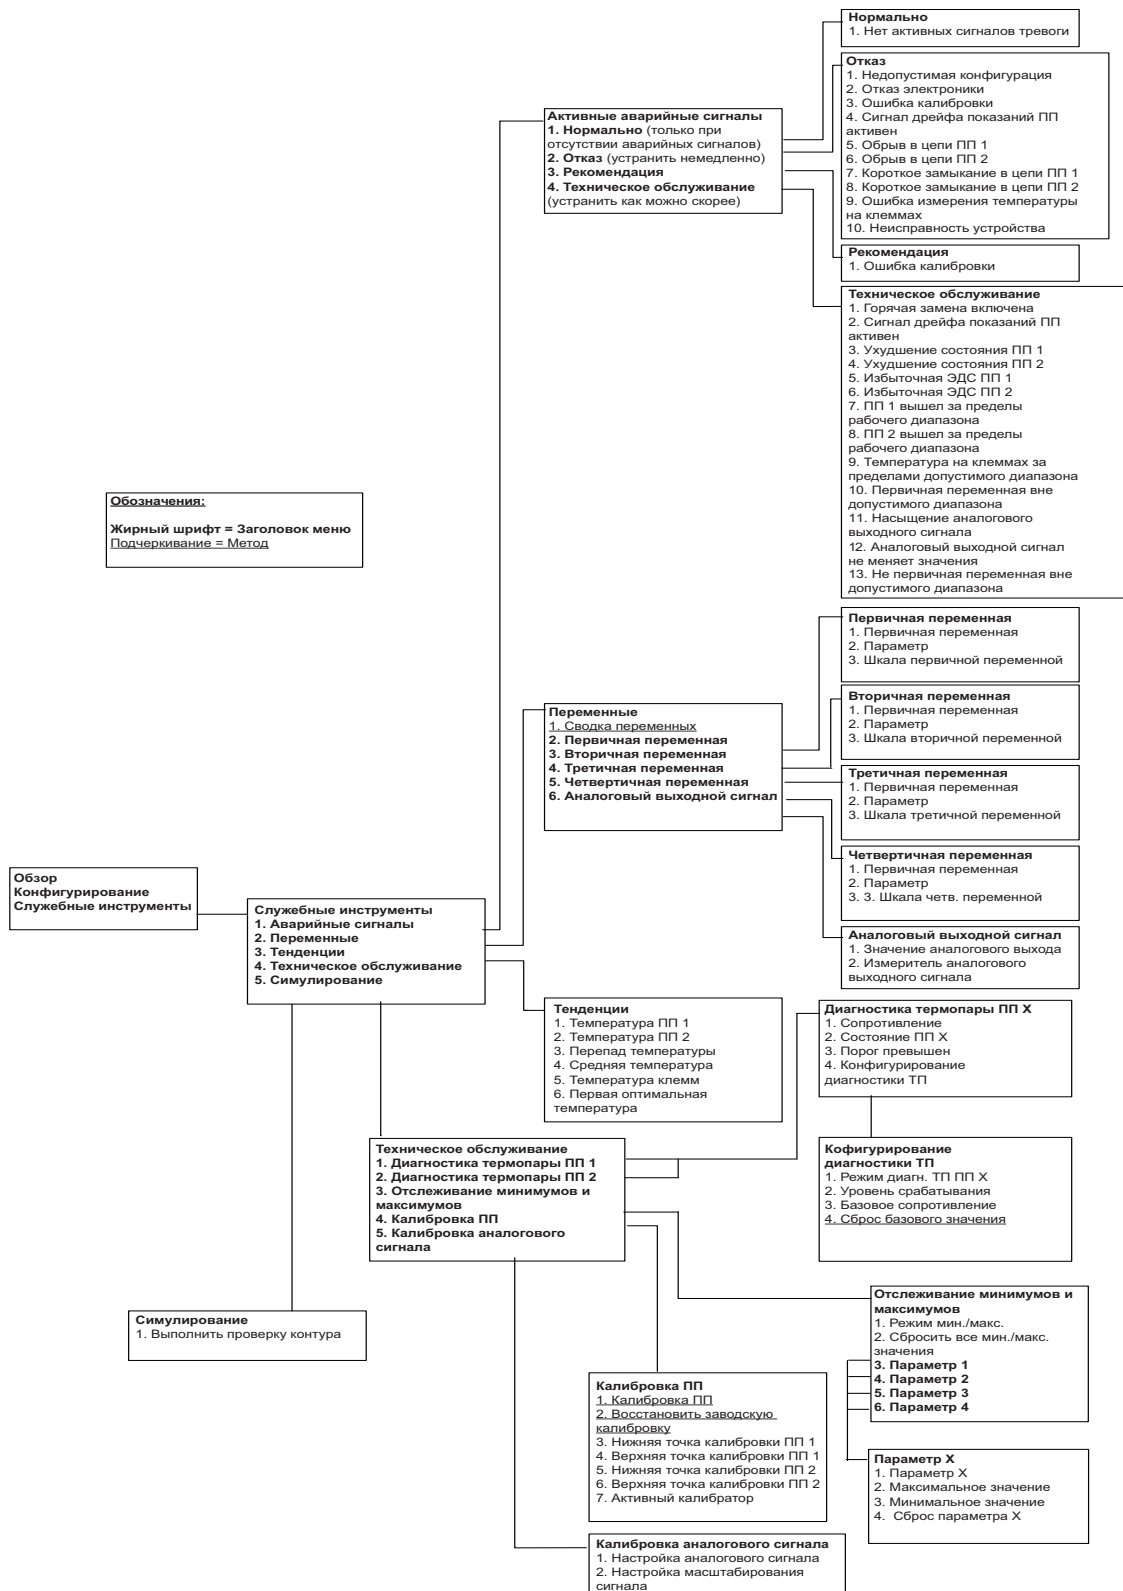 Нормально
1. Нет активных сигналов тревоги
Отказ
1. Недопустимая конфигурация
2. Отказ электроники
3. Ошибка калибровки
4. Сигнал дрейфа показаний ПП
активен
5. Обрыв в цепи ПП 1
6. Обрыв в цепи ПП 2
7. Короткое замыкание в цепи ПП 1
8. Короткое замыкание в цепи ПП 2
9. Ошибка измерения температуры
на клеммах
10. Неисправность устройства
Активные аварийные сигналы
1. Нормально (только при
отсутствии аварийных сигналов)
2. Отказ (устранить немедленно)
3. Рекомендация
4. Техническое обслуживание
(устранить как можно скорее)
Рекомендация
1. Ошибка калибровки
Техническое обслуживание
1. Горячая замена включена
2. Сигнал дрейфа показаний ПП
активен
3. Ухудшение состояния ПП 1
4. Ухудшение состояния ПП 2
5. Избыточная ЭДС ПП 1
6. Избыточная ЭДС ПП 2
7. ПП 1 вышел за пределы
рабочего диапазона
8. ПП 2 вышел за пределы
рабочего диапазона
9. Температура на клеммах за
пределами допустимого диапазона
10. Первичная переменная вне
допустимого диапазона
11. Насыщение аналогового
выходного сигнала
12. Аналоговый выходной сигнал
не меняет значения
13. Не первичная переменная вне
допустимого диапазона
Обозначения:
Жирный шрифт = Заголовок меню
Подчеркивание = Метод
Первичная переменная
1. Первичная переменная
2. Параметр
3. Шкала первичной переменной
Вторичная переменная
1. Первичная переменная
2. Параметр
3. Шкала вторичной переменной
Переменные
1. Сводка переменных
2. Первичная переменная
3. Вторичная переменная
4. Третичная переменная
5. Четвертичная переменная
6. Аналоговый выходной сигнал
Третичная переменная
1. Первичная переменная
2. Параметр
3. Шкала третичной переменной
Четвертичная переменная
1. Первичная переменная
2. Параметр
3. 3. Шкала четв. переменной
Аналоговый выходной сигнал
1. Значение аналогового выхода
2. Измеритель аналогового
выходного сигнала
Обзор
Конфигурирование
Служебные инструменты
Служебные инструменты
1. Аварийные сигналы
2. Переменные
3. Тенденции
4. Техническое обслуживание
5. Симулирование
Тенденции
1. Температура ПП 1
2. Температура ПП 2
3. Перепад температуры
4. Средняя температура
5. Температура клемм
6. Первая оптимальная
температура
Диагностика термопары ПП X
1. Сопротивление
2. Состояние ПП X
3. Порог превышен
4. Конфигурирование
диагностики ТП
Техническое обслуживание
1. Диагностика термопары ПП 1
2. Диагностика термопары ПП 2
3. Отслеживание минимумов и
максимумов
4. Калибровка ПП
5. Калибровка аналогового
сигнала
Кофигурирование
диагностики ТП
1. Режим диагн. ТП ПП X
2. Уровень срабатывания
3. Базовое сопротивление
4. Сброс базового значения
Симулирование
1. Выполнить проверку контура
Отслеживание минимумов и
максимумов
1. Режим мин./макс.
2. Сбросить все мин./макс.
значения
3. Параметр 1
4. Параметр 2
5. Параметр 3
6. Параметр 4
Калибровка ПП
1. Калибровка ПП
2. Восстановить заводскую
калибровку
3. Нижняя точка калибровки ПП 1
4. Верхняя точка калибровки ПП 1
5. Нижняя точка калибровки ПП 2
6. Верхняя точка калибровки ПП 2
7. Активный калибратор
Параметр X
1. Параметр X
2. Максимальное значение
3. Минимальное значение
4. Сброс параметра X
Калибровка аналогового сигнала
1. Настройка аналогового сигнала
2. Настройка масштабирования
сигнала